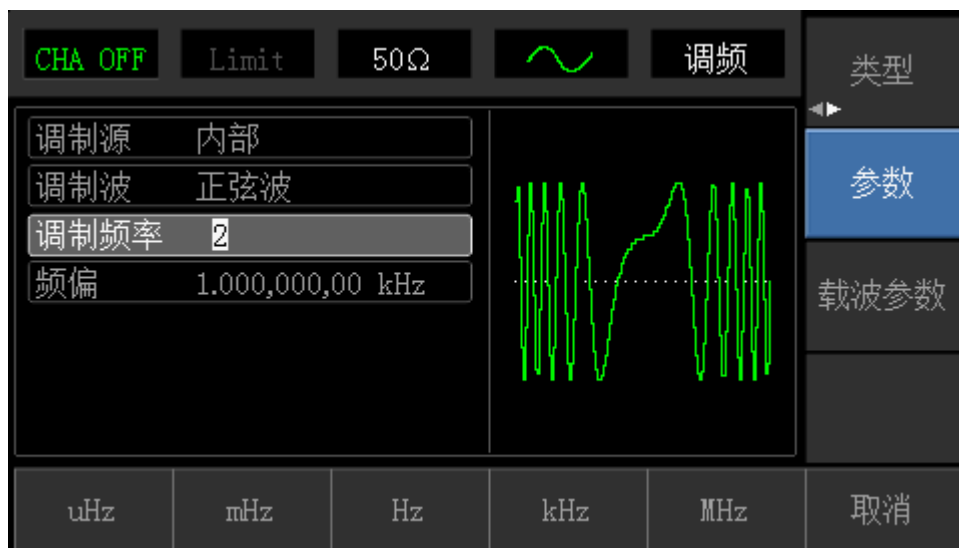 CHA OFF Limit 50Ω 调频 类型
调制源 内部
调制波 正弦波
调制频率 2
频偏 1.000,000,00 kHz
参数
载波参数
uHz mHz Hz kHz MHz 取消